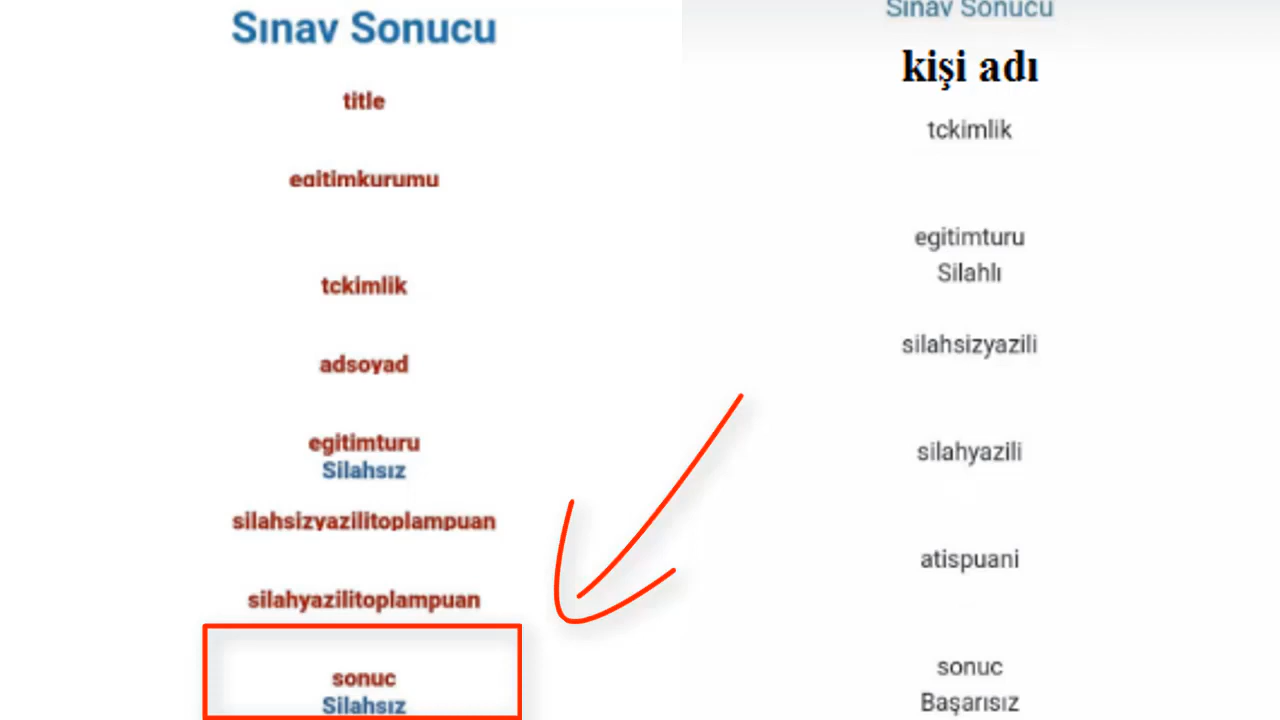 Sınav Sonucu
title
egitimkurumu
tckimlik
adsoyad
egitimturu
Silahsız
silahsizyazilitoplampuan
silahyazilitoplampuan
sonuc
Silahsız
Sınav Sonucu
kişi adı
tckimlik
egitimturu
Silahlı
silahsizyazili
silahyazili
atispuani
sonuc
Başarısız